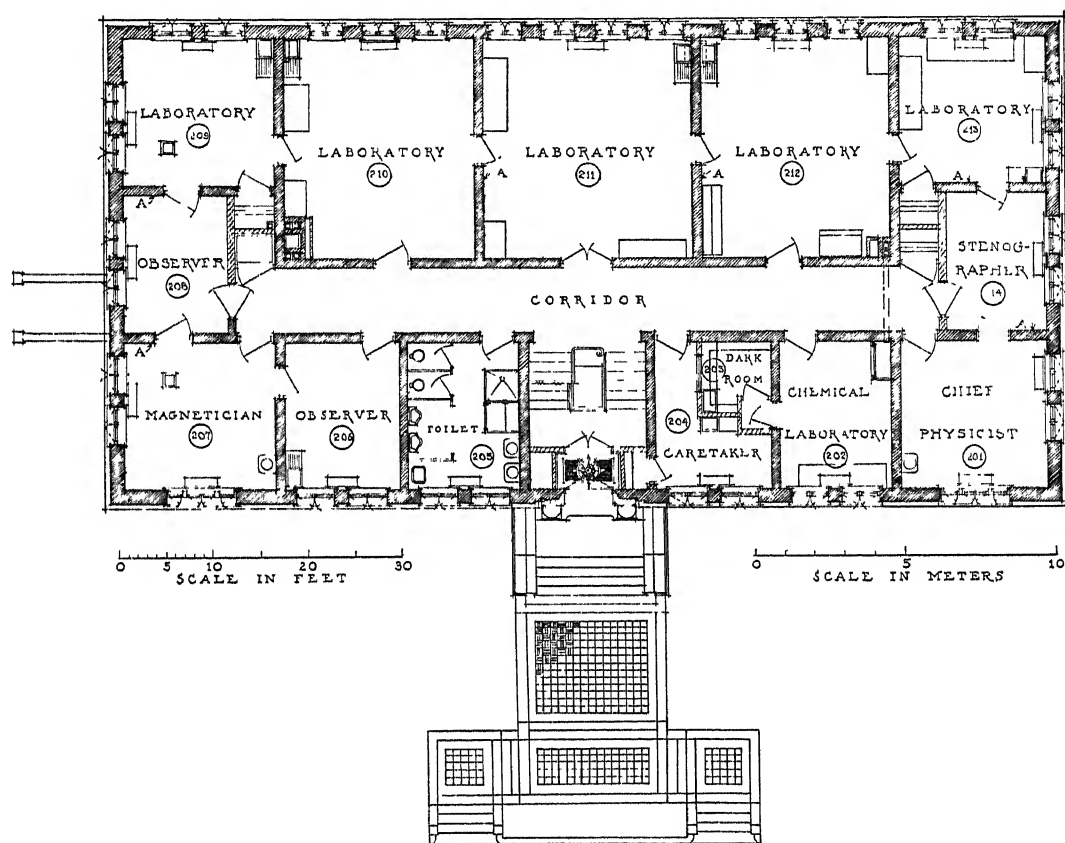 LABORATORY
209
LABORATORY
210
LABORATORY
211
LABORATORY
212
LABORATORY
213
A
A
A
A
OBSERVER
208
STENOG-
RAPHER
14
CORRIDOR
A
A
MAGNETICIAN
207
OBSERVER
206
TOILET
205
DARK
ROOM
203
204
CARETAKER
CHEMICAL
LABORATORY
202
CHIEF
PHYSICIST
201
0 5 10 20 30
SCALE IN FEET
0 5 10
SCALE IN METERS